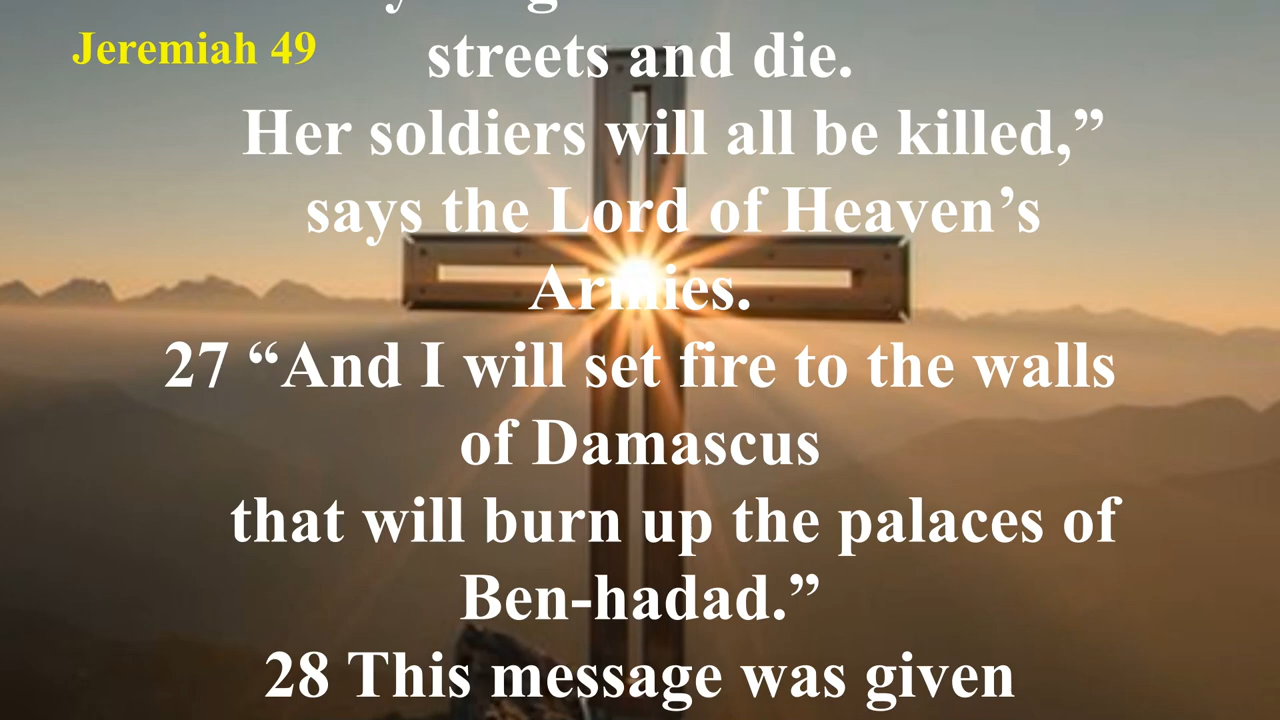 Jeremiah 49
streets and die.
Her soldiers will all be killed,”
says the Lord of Heaven’s
Armies.
27 “And I will set fire to the walls
of Damascus
that will burn up the palaces of
Ben-hadad.”
28 This message was given